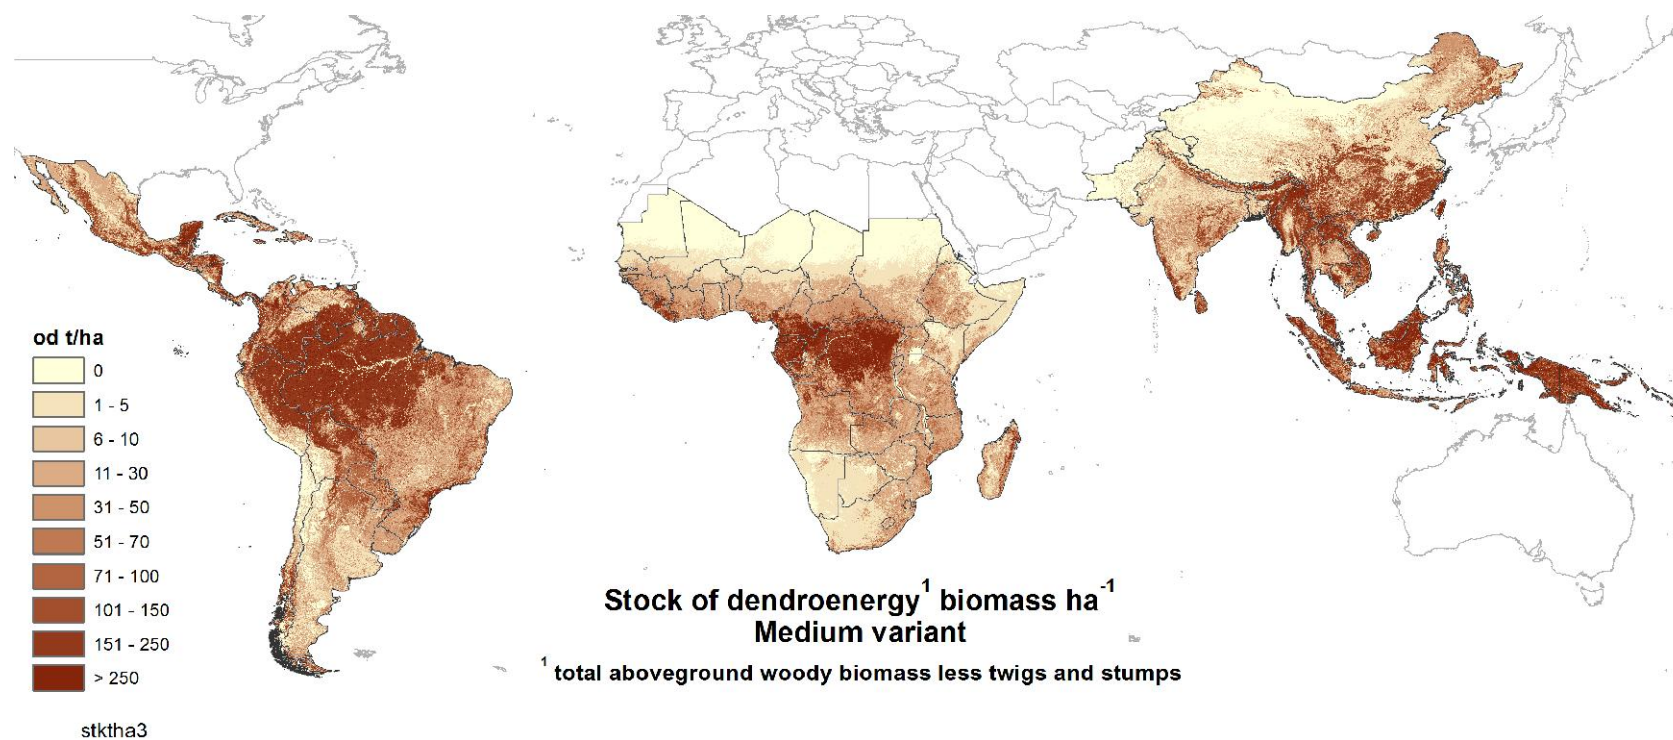 od t/ha
0
1 - 5
6 - 10
11 - 30
31 - 50
51 - 70
71 - 100
101 - 150
151 - 250
> 250
stktha3
Stock of dendroenergy¹ biomass ha⁻¹
Medium variant
¹ total aboveground woody biomass less twigs and stumps